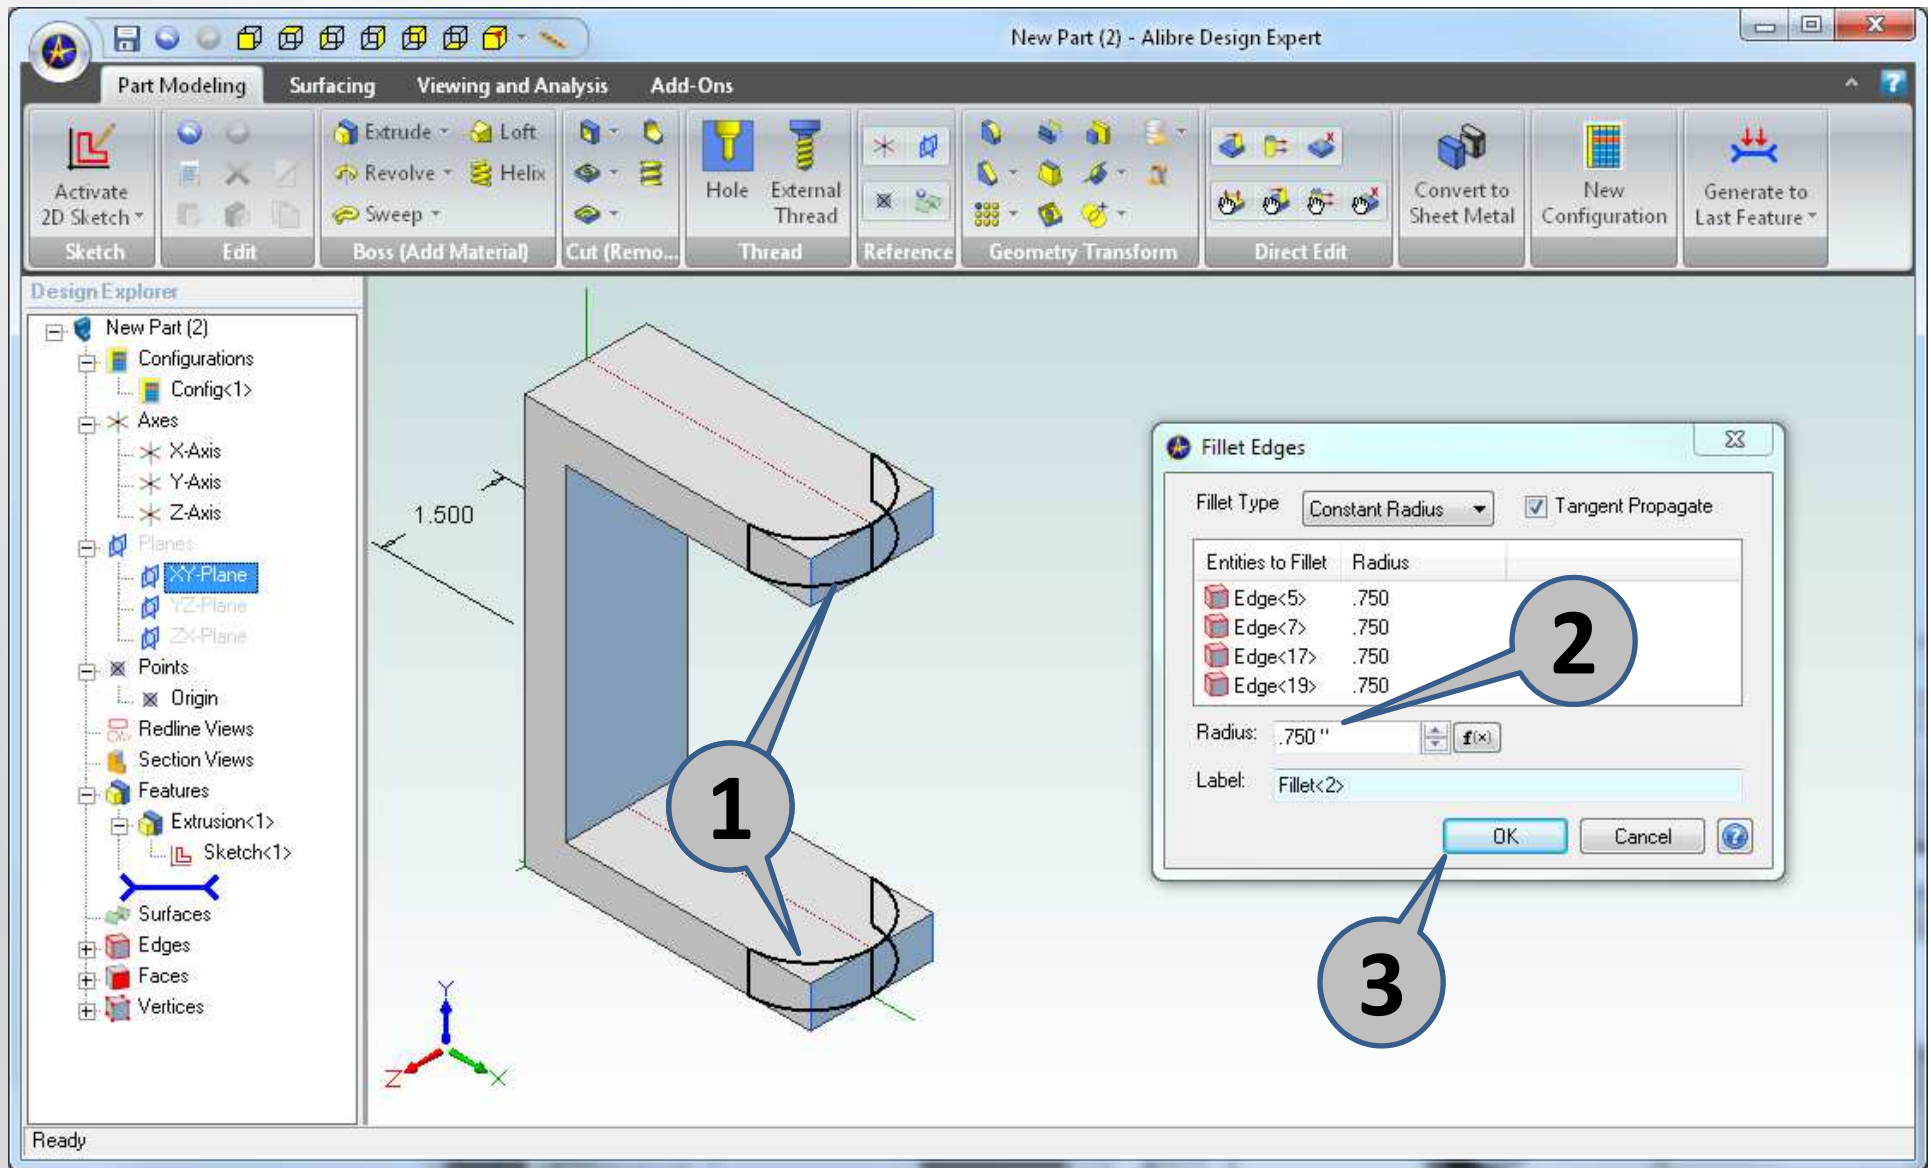 New Part (2) - Alibre Design Expert
Part Modeling
Surfacing
Viewing and Analysis
Add-Ons
Activate
2D Sketch
Sketch
Edit
Extrude
Loft
Revolve
Helix
Sweep
Boss (Add Material)
Cut (Remo...
Hole
External
Thread
Thread
Reference
Geometry Transform
Direct Edit
Convert to
Sheet Metal
New
Configuration
Generate to
Last Feature
Design Explorer
New Part (2)
Configurations
Config<1>
Axes
X-Axis
Y-Axis
Z-Axis
Planes
XY-Plane
YZ-Plane
ZX-Plane
Points
Origin
Redline Views
Section Views
Features
Extrusion<1>
Sketch<1>
Surfaces
Edges
Faces
Vertices
1.500
1
Y
Z
X
Fillet Edges
Fillet Type
Constant Radius
Tangent Propagate
Entities to Fillet
Radius
Edge<5> .750
Edge<7> .750
Edge<17> .750
Edge<19> .750
2
Radius: .750 "
f(x)
Label: Fillet<2>
OK
Cancel
3
Ready